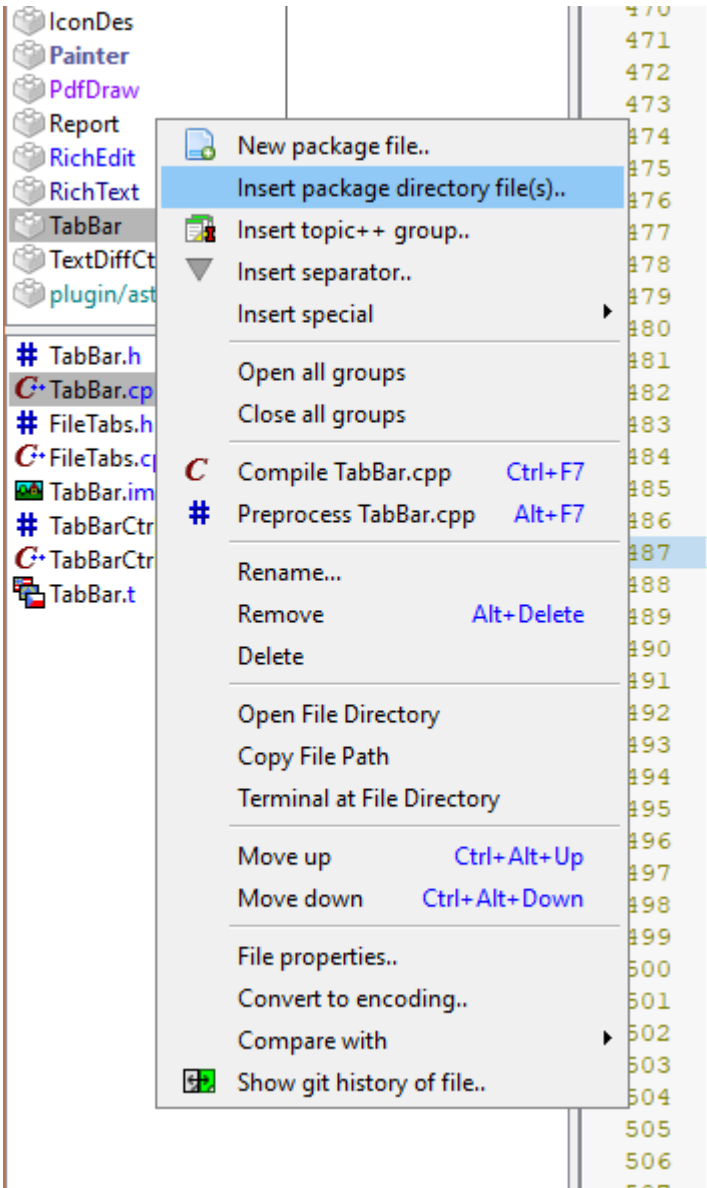 IconDes
Painter
PdfDraw
Report
RichEdit
RichText
TabBar
TextDiffCt
plugin/ast
# TabBar.h
C++ TabBar.cp
# FileTabs.h
C++ FileTabs.c
TabBar.im
# TabBarCtr
C++ TabBarCtr
TabBar.t
New package file..
Insert package directory file(s)..
Insert topic++ group..
Insert separator..
Insert special
Open all groups
Close all groups
C Compile TabBar.cpp Ctrl+F7
# Preprocess TabBar.cpp Alt+F7
Rename...
Remove Alt+Delete
Delete
Open File Directory
Copy File Path
Terminal at File Directory
Move up Ctrl+Alt+Up
Move down Ctrl+Alt+Down
File properties..
Convert to encoding..
Compare with
Show git history of file..
470
471
472
473
474
475
476
477
478
479
480
481
482
483
484
485
486
487
488
489
490
491
492
493
494
495
496
497
498
499
500
501
502
503
504
505
506